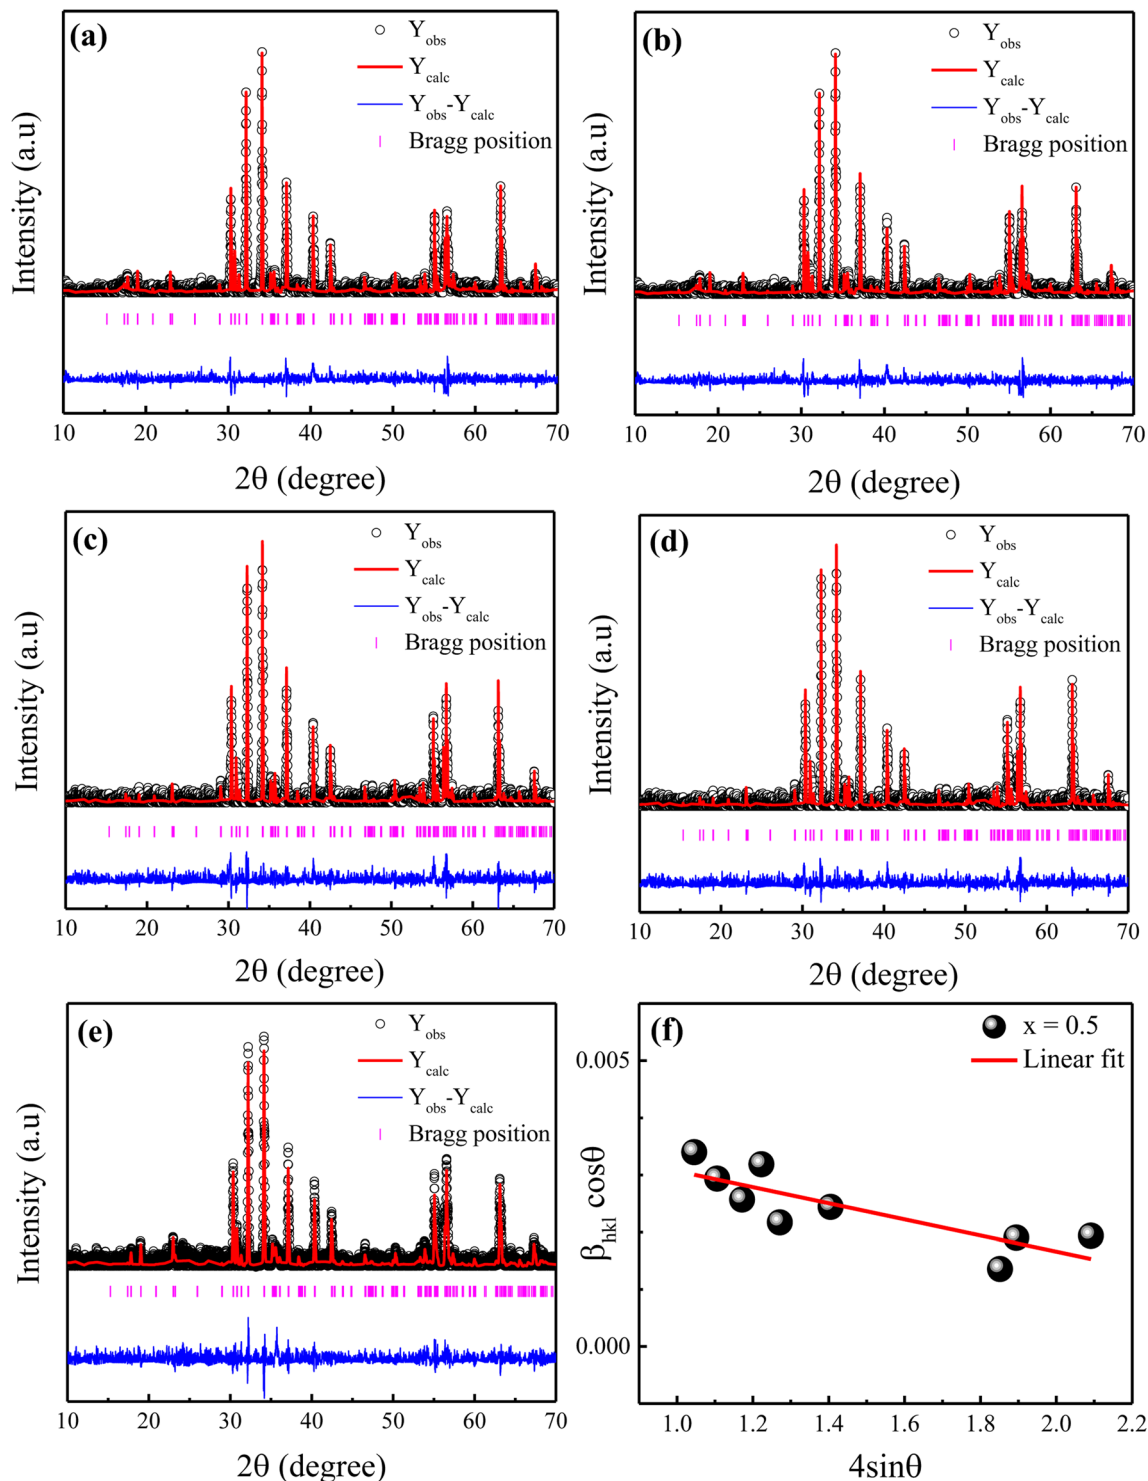 (a)
Y_obs
Y_calc
Y_obs-Y_calc
Bragg position
Intensity (a.u)
10 20 30 40 50 60 70
2θ (degree)
(b)
Y_obs
Y_calc
Y_obs-Y_calc
Bragg position
Intensity (a.u)
10 20 30 40 50 60 70
2θ (degree)
(c)
Y_obs
Y_calc
Y_obs-Y_calc
Bragg position
Intensity (a.u)
10 20 30 40 50 60 70
2θ (degree)
(d)
Y_obs
Y_calc
Y_obs-Y_calc
Bragg position
Intensity (a.u)
10 20 30 40 50 60 70
2θ (degree)
(e)
Y_obs
Y_calc
Y_obs-Y_calc
Bragg position
Intensity (a.u)
10 20 30 40 50 60 70
2θ (degree)
(f)
x = 0.5
Linear fit
β_hkl cosθ
0.005
0.000
1.0 1.2 1.4 1.6 1.8 2.0 2.2
4sinθ